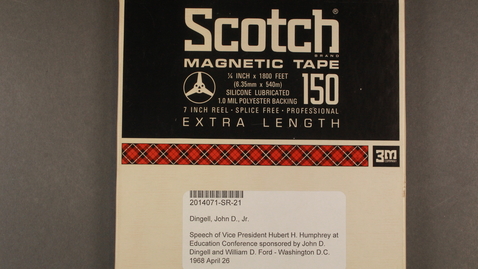 Scotch®
BRAND
MAGNETIC TAPE
¼ INCH x 1800 FEET
(6.35mm x 540m)
SILICONE LUBRICATED
1.0 MIL POLYESTER BACKING
150
7 INCH REEL · SPLICE FREE · PROFESSIONAL
EXTRA LENGTH
3M
COMPANY
2014071-SR-21
Dingell, John D., Jr.
Speech of Vice President Hubert H. Humphrey at
Education Conference sponsored by John D.
Dingell and William D. Ford - Washington D.C.
1968 April 26